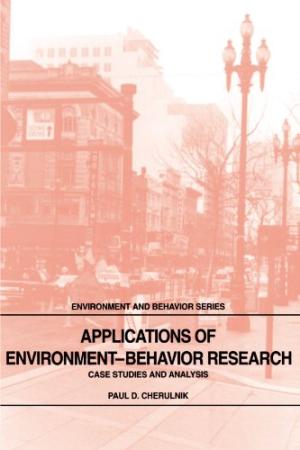 ENVIRONMENT AND BEHAVIOR SERIES
APPLICATIONS OF
ENVIRONMENT–BEHAVIOR RESEARCH
CASE STUDIES AND ANALYSIS
PAUL D. CHERULNIK